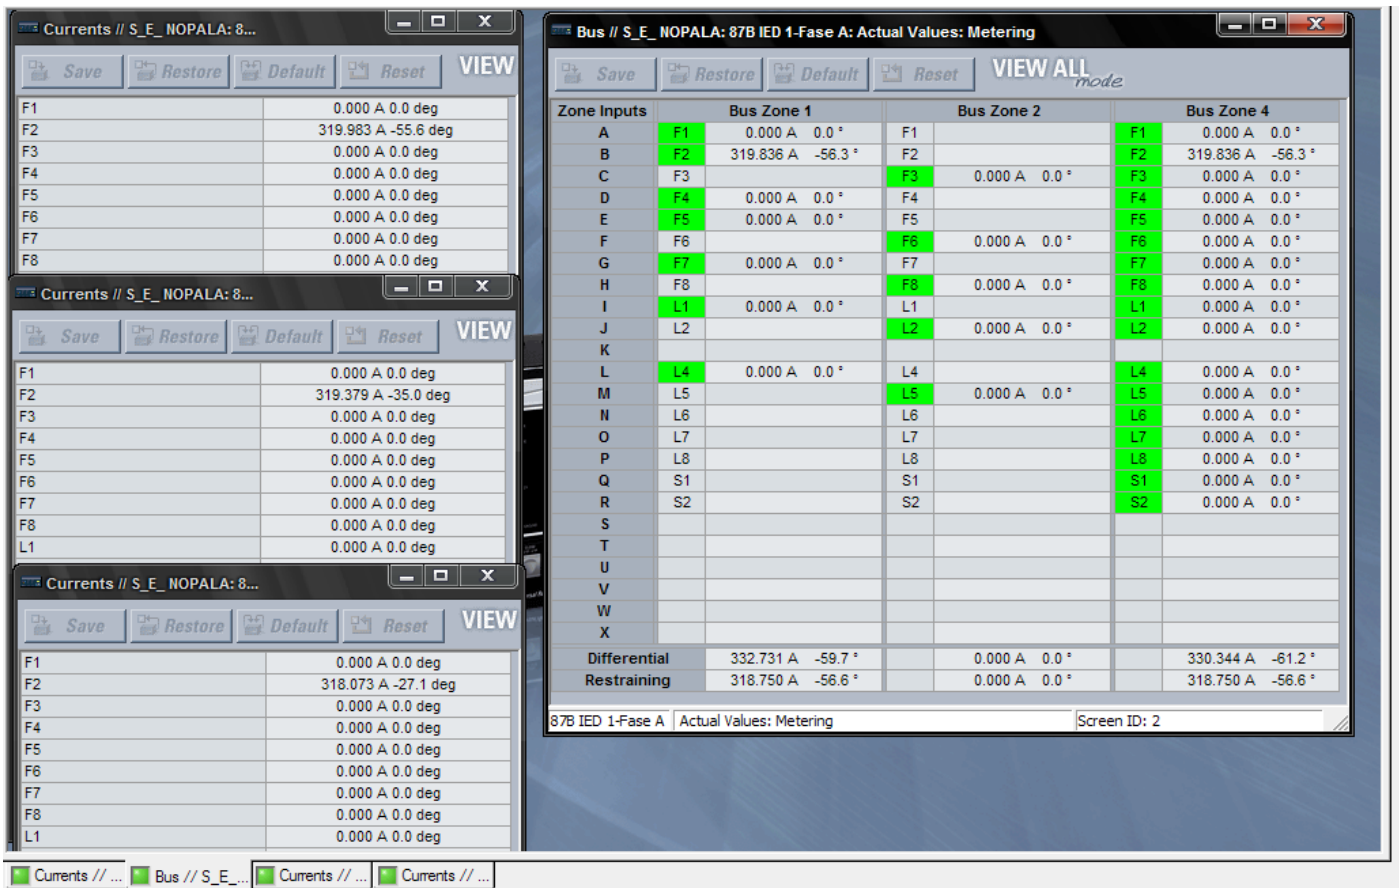 Currents // S_E_ NOPALA: 8...
Save Restore Default Reset VIEW
F1 0.000 A 0.0 deg
F2 319.983 A -55.6 deg
F3 0.000 A 0.0 deg
F4 0.000 A 0.0 deg
F5 0.000 A 0.0 deg
F6 0.000 A 0.0 deg
F7 0.000 A 0.0 deg
F8 0.000 A 0.0 deg
Currents // S_E_ NOPALA: 8...
Save Restore Default Reset VIEW
F1 0.000 A 0.0 deg
F2 319.379 A -35.0 deg
F3 0.000 A 0.0 deg
F4 0.000 A 0.0 deg
F5 0.000 A 0.0 deg
F6 0.000 A 0.0 deg
F7 0.000 A 0.0 deg
F8 0.000 A 0.0 deg
L1 0.000 A 0.0 deg
Currents // S_E_ NOPALA: 8...
Save Restore Default Reset VIEW
F1 0.000 A 0.0 deg
F2 318.073 A -27.1 deg
F3 0.000 A 0.0 deg
F4 0.000 A 0.0 deg
F5 0.000 A 0.0 deg
F6 0.000 A 0.0 deg
F7 0.000 A 0.0 deg
F8 0.000 A 0.0 deg
L1 0.000 A 0.0 deg
Bus // S_E_ NOPALA: 87B IED 1-Fase A: Actual Values: Metering
Save Restore Default Reset VIEW ALL mode
Zone Inputs Bus Zone 1 Bus Zone 2 Bus Zone 4
A F1 0.000 A 0.0 ° F1 F1 0.000 A 0.0 °
B F2 319.836 A -56.3 ° F2 F2 319.836 A -56.3 °
C F3 F3 0.000 A 0.0 ° F3 0.000 A 0.0 °
D F4 0.000 A 0.0 ° F4 F4 0.000 A 0.0 °
E F5 0.000 A 0.0 ° F5 F5 0.000 A 0.0 °
F F6 F6 0.000 A 0.0 ° F6 0.000 A 0.0 °
G F7 0.000 A 0.0 ° F7 F7 0.000 A 0.0 °
H F8 F8 0.000 A 0.0 ° F8 0.000 A 0.0 °
I L1 0.000 A 0.0 ° L1 L1 0.000 A 0.0 °
J L2 L2 0.000 A 0.0 ° L2 0.000 A 0.0 °
K
L L4 0.000 A 0.0 ° L4 L4 0.000 A 0.0 °
M L5 L5 0.000 A 0.0 ° L5 0.000 A 0.0 °
N L6 L6 L6 0.000 A 0.0 °
O L7 L7 L7 0.000 A 0.0 °
P L8 L8 L8 0.000 A 0.0 °
Q S1 S1 S1 0.000 A 0.0 °
R S2 S2 S2 0.000 A 0.0 °
S
T
U
V
W
X
Differential 332.731 A -59.7 ° 0.000 A 0.0 ° 330.344 A -61.2 °
Restraining 318.750 A -56.6 ° 0.000 A 0.0 ° 318.750 A -56.6 °
87B IED 1-Fase A Actual Values: Metering Screen ID: 2
Currents // ... Bus // S_E_... Currents // ... Currents // ...